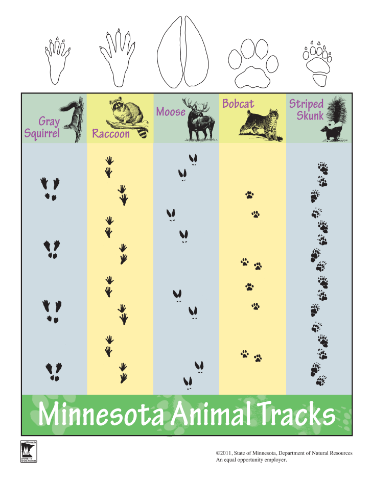 Gray
Squirrel
Raccoon
Moose
Bobcat
Striped
Skunk
Minnesota Animal Tracks
©2011, State of Minnesota, Department of Natural Resources
An equal opportunity employer.